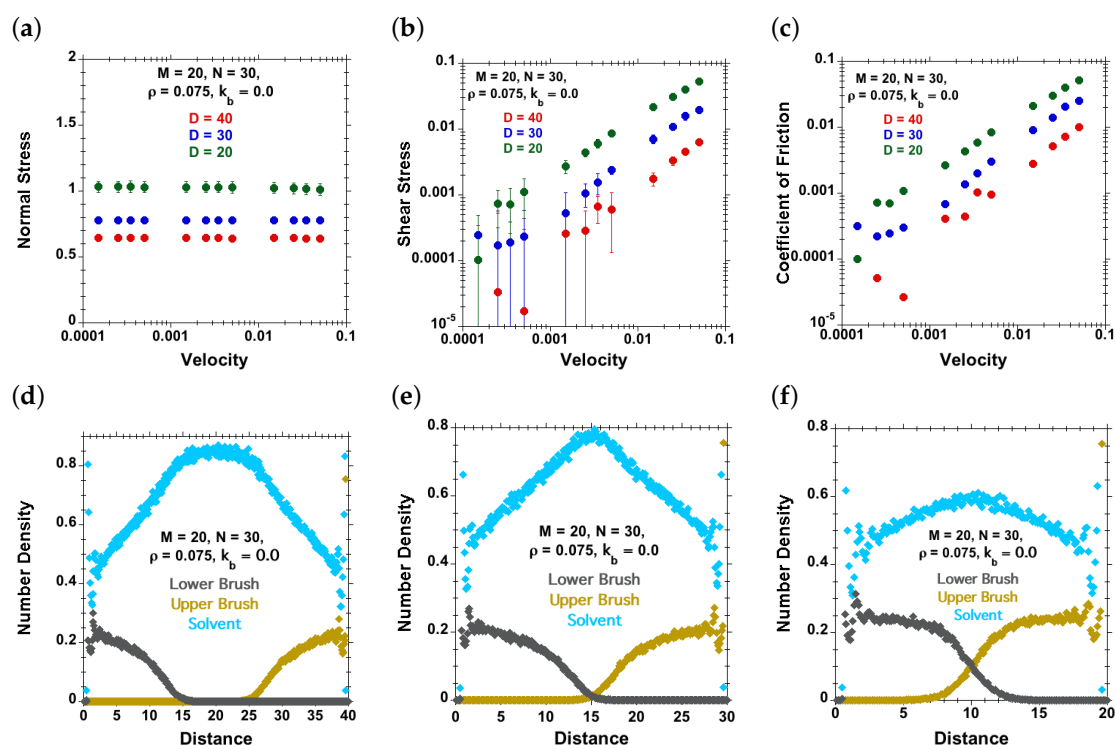 (a)
2
1.5
1
0.5
0
Normal Stress
M = 20, N = 30,
ρ = 0.075, k_b = 0.0
D = 40
D = 30
D = 20
0.0001 0.001 0.01 0.1
Velocity
(b)
0.1
0.01
0.001
0.0001
10^-5
Shear Stress
M = 20, N = 30,
ρ = 0.075, k_b = 0.0
D = 40
D = 30
D = 20
0.0001 0.001 0.01 0.1
Velocity
(c)
0.1
0.01
0.001
0.0001
10^-5
Coefficient of Friction
M = 20, N = 30,
ρ = 0.075, k_b = 0.0
D = 40
D = 30
D = 20
0.0001 0.001 0.01 0.1
Velocity
(d)
0.8
0.6
0.4
0.2
0
Number Density
M = 20, N = 30,
ρ = 0.075, k_b = 0.0
Lower Brush
Upper Brush
Solvent
0 5 10 15 20 25 30 35 40
Distance
(e)
0.8
0.6
0.4
0.2
0
Number Density
M = 20, N = 30,
ρ = 0.075, k_b = 0.0
Lower Brush
Upper Brush
Solvent
0 5 10 15 20 25 30
Distance
(f)
0.8
0.6
0.4
0.2
0
Number Density
M = 20, N = 30,
ρ = 0.075, k_b = 0.0
Lower Brush
Upper Brush
Solvent
0 5 10 15 20
Distance